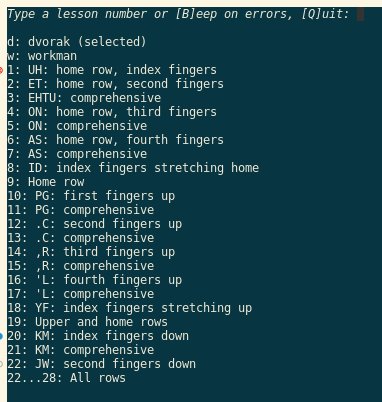 Type a lesson number or [B]eep on errors, [Q]uit:
d: dvorak (selected)
w: workman
1: UH: home row, index fingers
2: ET: home row, second fingers
3: EHTU: comprehensive
4: ON: home row, third fingers
5: ON: comprehensive
6: AS: home row, fourth fingers
7: AS: comprehensive
8: ID: index fingers stretching home
9: Home row
10: PG: first fingers up
11: PG: comprehensive
12: .C: second fingers up
13: .C: comprehensive
14: ,R: third fingers up
15: ,R: comprehensive
16: 'L: fourth fingers up
17: 'L: comprehensive
18: YF: index fingers stretching up
19: Upper and home rows
20: KM: index fingers down
21: KM: comprehensive
22: JW: second fingers down
22...28: All rows